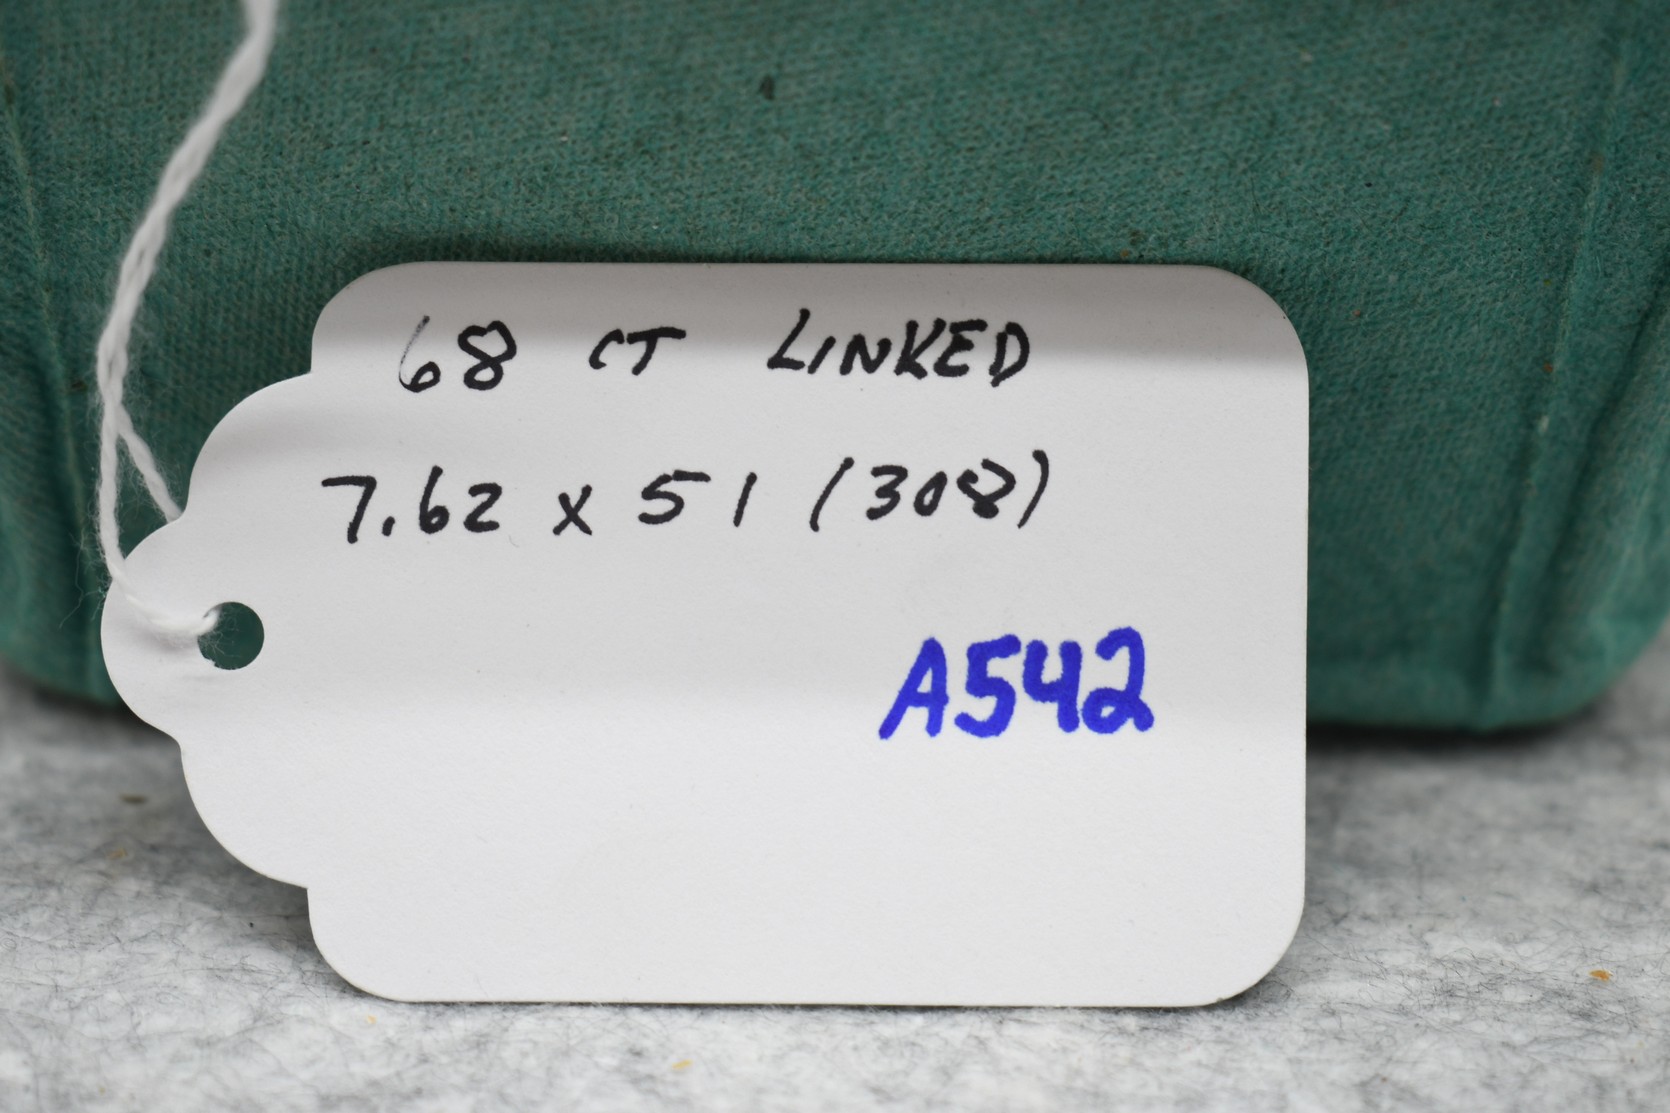 68 CT LINKED
7.62 x 51 (308)
A542